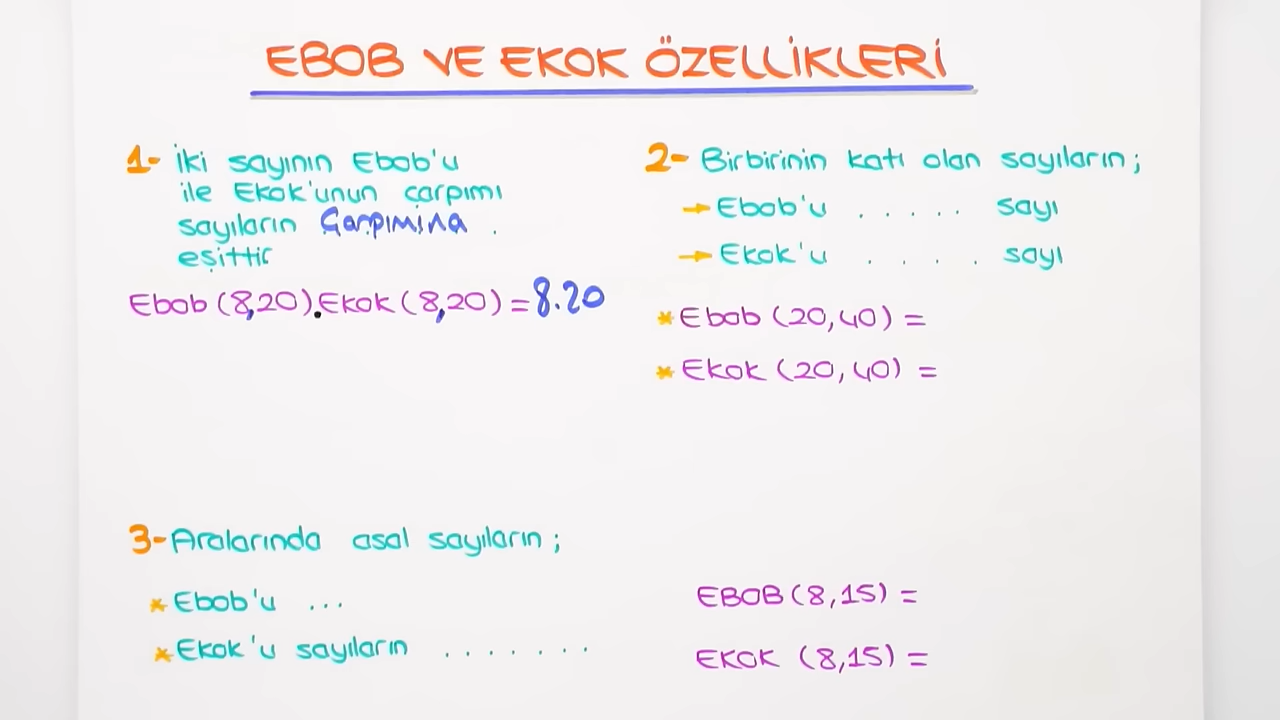 EBOB VE EKOK ÖZELLİKLERİ
1- İki sayının Ebob'u
ile Ekok'unun çarpımı
sayıların Çarpımına .
eşittir
Ebob (8,20).Ekok (8,20) = 8.20
2- Birbirinin katı olan sayıların ;
→ Ebob'u . . . . . sayı
→ Ekok'u . . . . sayı
* Ebob (20,40) =
* Ekok (20,40) =
3- Aralarında asal sayıların ;
* Ebob'u ...
* Ekok'u sayıların . . . . . . .
EBOB (8,15) =
EKOK (8,15) =